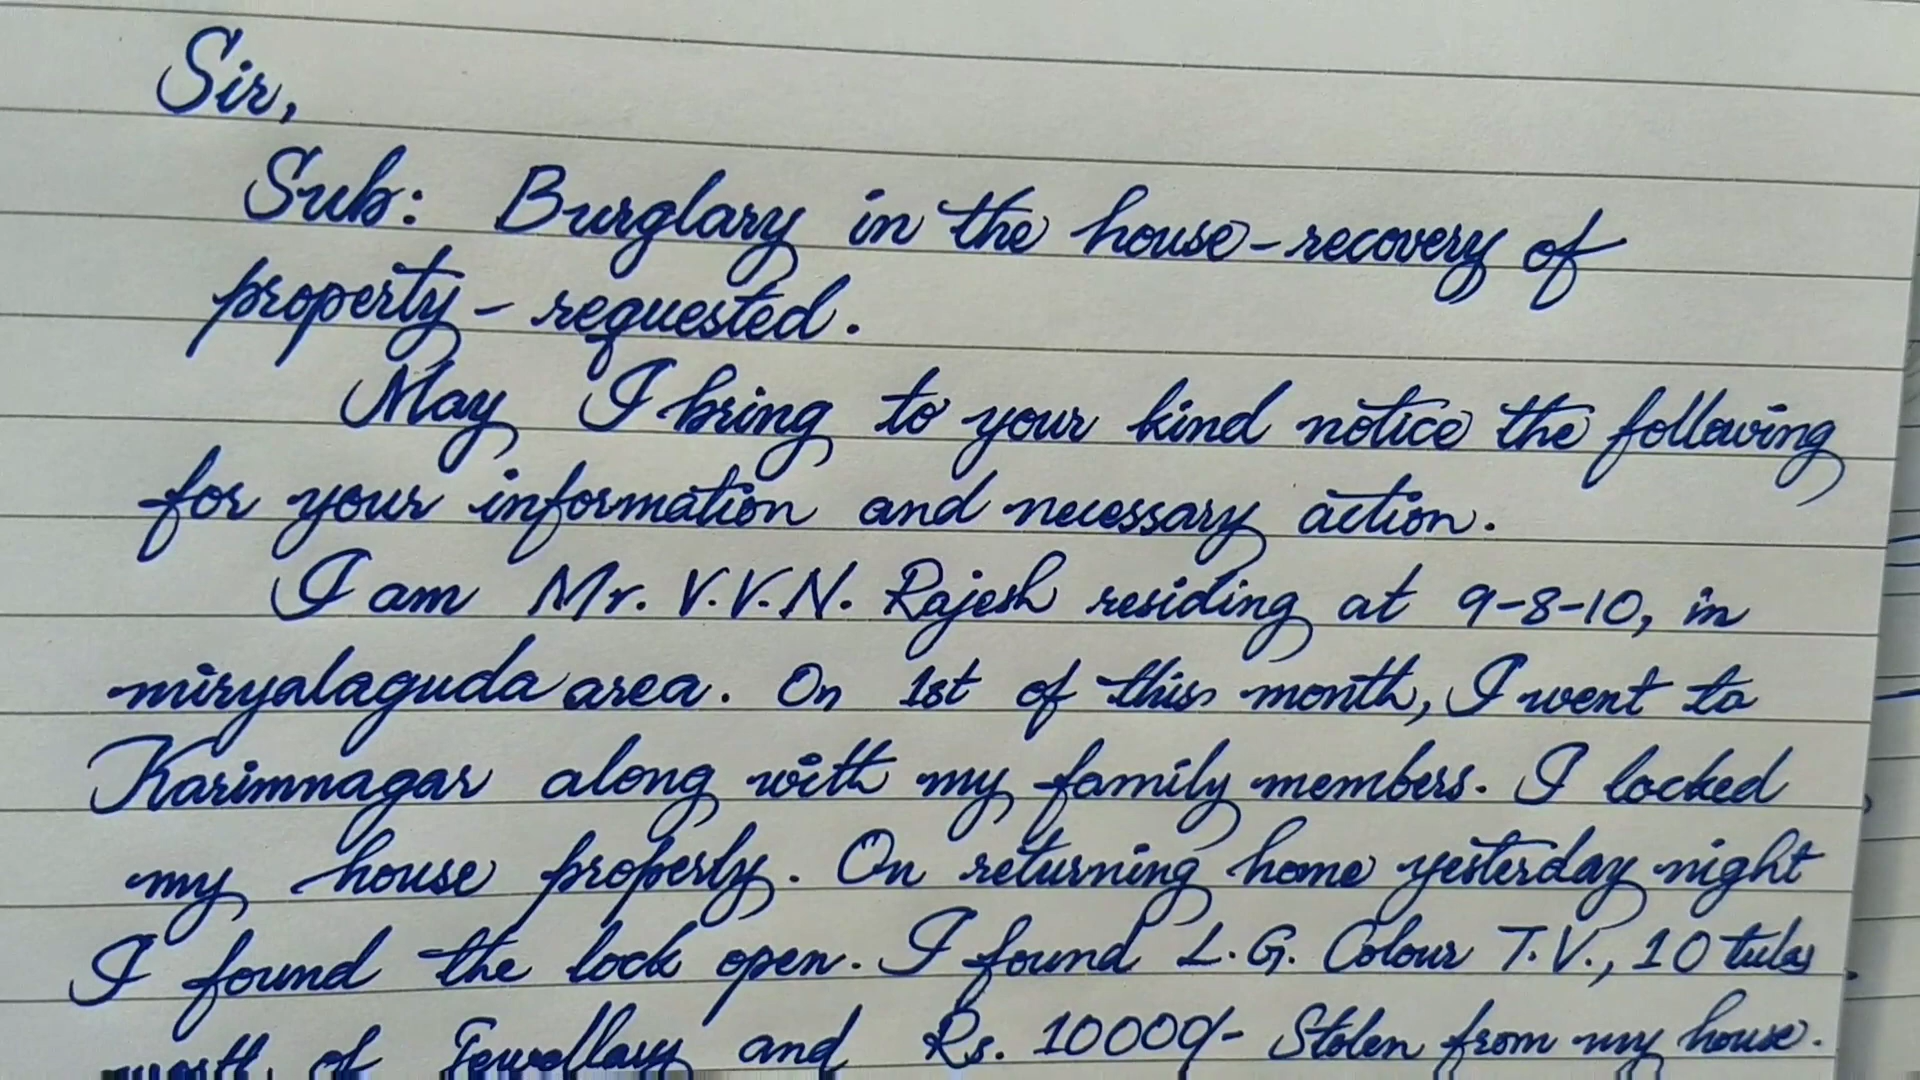 Sir,
Sub: Burglary in the house-recovery of
property - requested.
May I bring to your kind notice the following
for your information and necessary action.
I am Mr. V.V.N. Rajesh residing at 9-8-10, in
miryalaguda area. On 1st of this month, I went to
Karimnagar along with my family members. I locked
my house properly. On returning home yesterday night
I found the lock open. I found L.G. Colour T.V., 10 tulas
worth of Jewellary and Rs. 10000/- Stolen from my house.